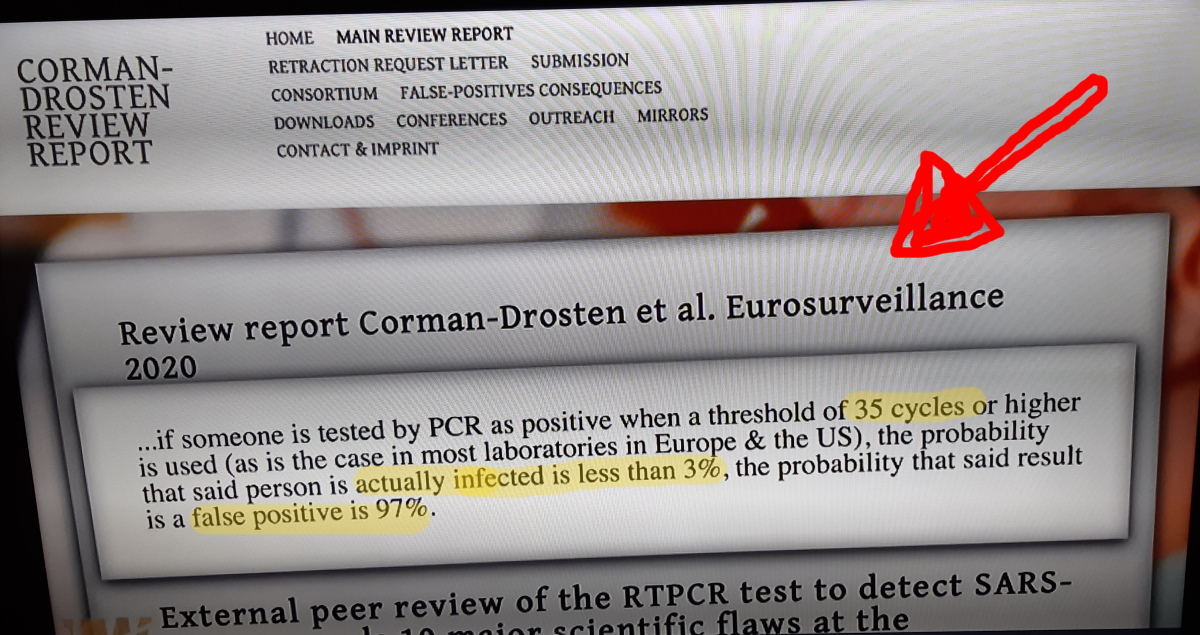 CORMAN-
DROSTEN
REVIEW
REPORT
HOME MAIN REVIEW REPORT
RETRACTION REQUEST LETTER SUBMISSION
CONSORTIUM FALSE-POSITIVES CONSEQUENCES
DOWNLOADS CONFERENCES OUTREACH MIRRORS
CONTACT & IMPRINT
Review report Corman-Drosten et al. Eurosurveillance
2020
...if someone is tested by PCR as positive when a threshold of 35 cycles or higher
is used (as is the case in most laboratories in Europe & the US), the probability
that said person is actually infected is less than 3%, the probability that said result
is a false positive is 97%.
External peer review of the RTPCR test to detect SARS-
10 major scientific flaws at the